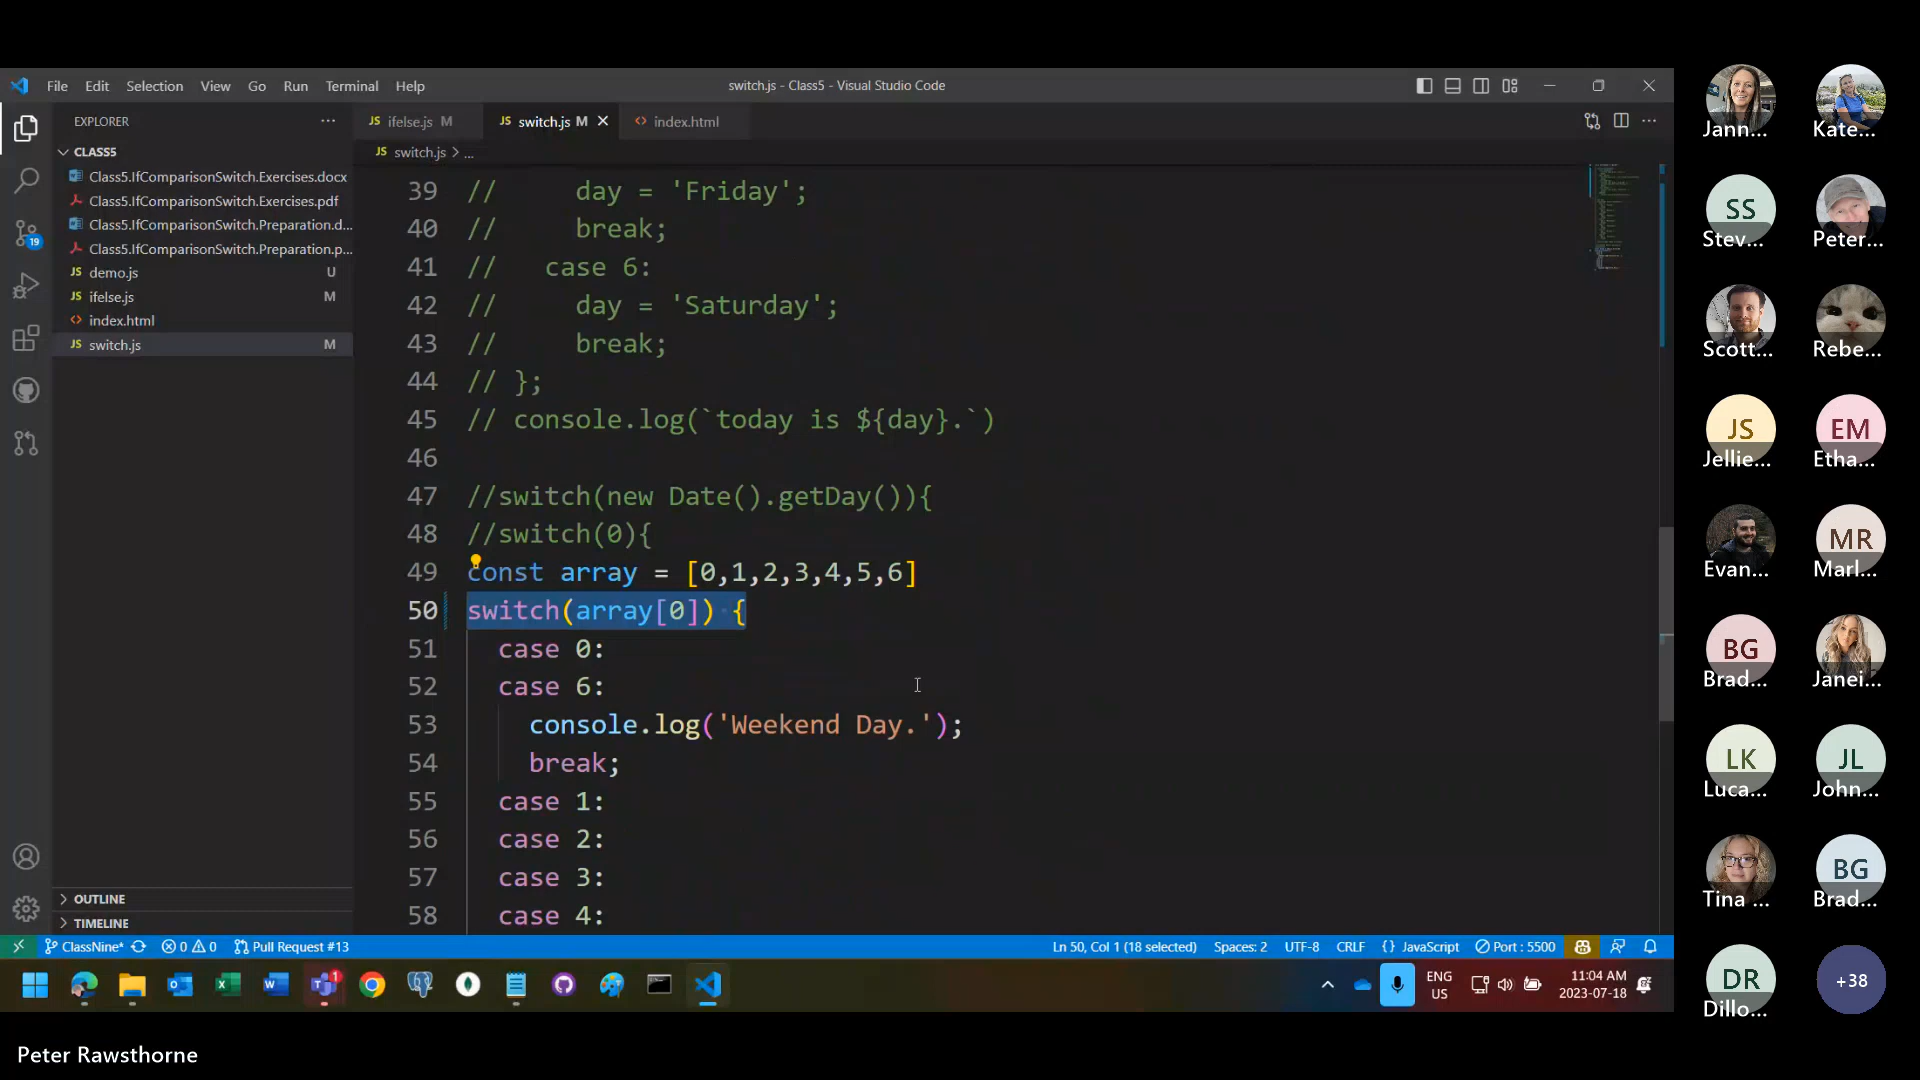 File Edit Selection View Go Run Terminal Help
switch.js - Class5 - Visual Studio Code
EXPLORER
CLASS5
Class5.IfComparisonSwitch.Exercises.docx
Class5.IfComparisonSwitch.Exercises.pdf
Class5.IfComparisonSwitch.Preparation.d...
Class5.IfComparisonSwitch.Preparation.p...
JS demo.js U
JS ifelse.js M
<> index.html
JS switch.js M
OUTLINE
TIMELINE
19
JS ifelse.js M
JS switch.js M
<> index.html
JS switch.js > ...
39 // day = 'Friday';
40 // break;
41 // case 6:
42 // day = 'Saturday';
43 // break;
44 // };
45 // console.log(`today is ${day}.`)
46
47 //switch(new Date().getDay()){
48 //switch(0){
49 const array = [0,1,2,3,4,5,6]
50 switch(array[0]) {
51 case 0:
52 case 6:
53 console.log('Weekend Day.');
54 break;
55 case 1:
56 case 2:
57 case 3:
58 case 4:
ClassNine* 0 0 Pull Request #13
Ln 50, Col 1 (18 selected) Spaces: 2 UTF-8 CRLF {} JavaScript Port : 5500
1
ENG
US
11:04 AM
2023-07-18
Jann...
Kate...
SS
Stev...
Peter...
Scott...
Rebe...
JS
Jellie...
EM
Etha...
Evan...
MR
Marl...
BG
Brad...
Janei...
LK
Luca...
JL
John...
Tina ...
BG
Brad...
DR
Dillo...
+38
Peter Rawsthorne